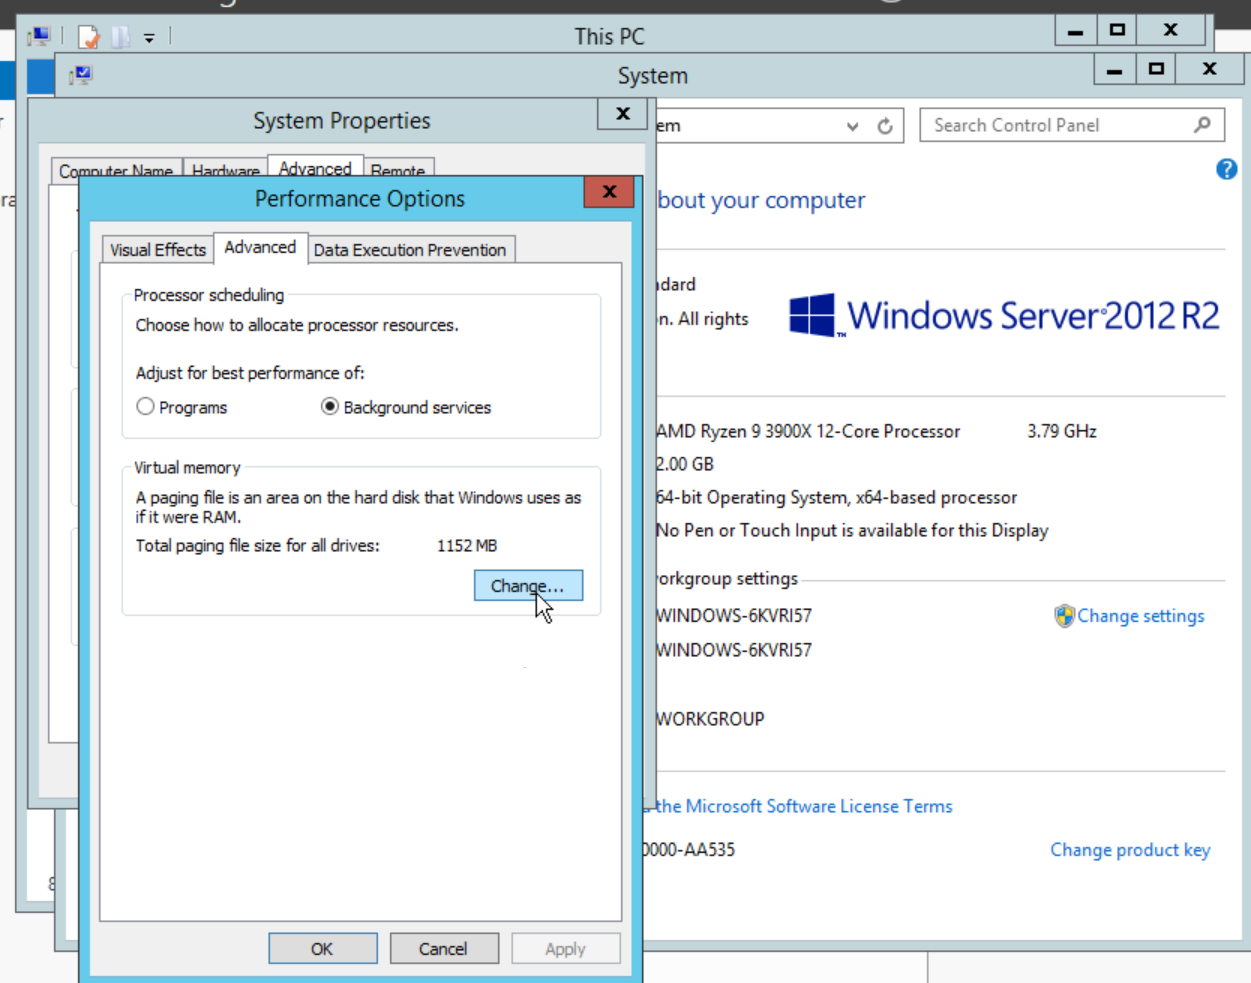 This PC
System
System Properties
em
Search Control Panel
Computer Name
Hardware
Advanced
Remote
Performance Options
bout your computer
Visual Effects
Advanced
Data Execution Prevention
ndard
n. All rights
Windows Server 2012 R2
Processor scheduling
Choose how to allocate processor resources.
Adjust for best performance of:
Programs
Background services
AMD Ryzen 9 3900X 12-Core Processor 3.79 GHz
2.00 GB
64-bit Operating System, x64-based processor
No Pen or Touch Input is available for this Display
Virtual memory
A paging file is an area on the hard disk that Windows uses as
if it were RAM.
Total paging file size for all drives: 1152 MB
Change...
orkgroup settings
WINDOWS-6KVRI57
Change settings
WINDOWS-6KVRI57
WORKGROUP
the Microsoft Software License Terms
0000-AA535
Change product key
OK
Cancel
Apply